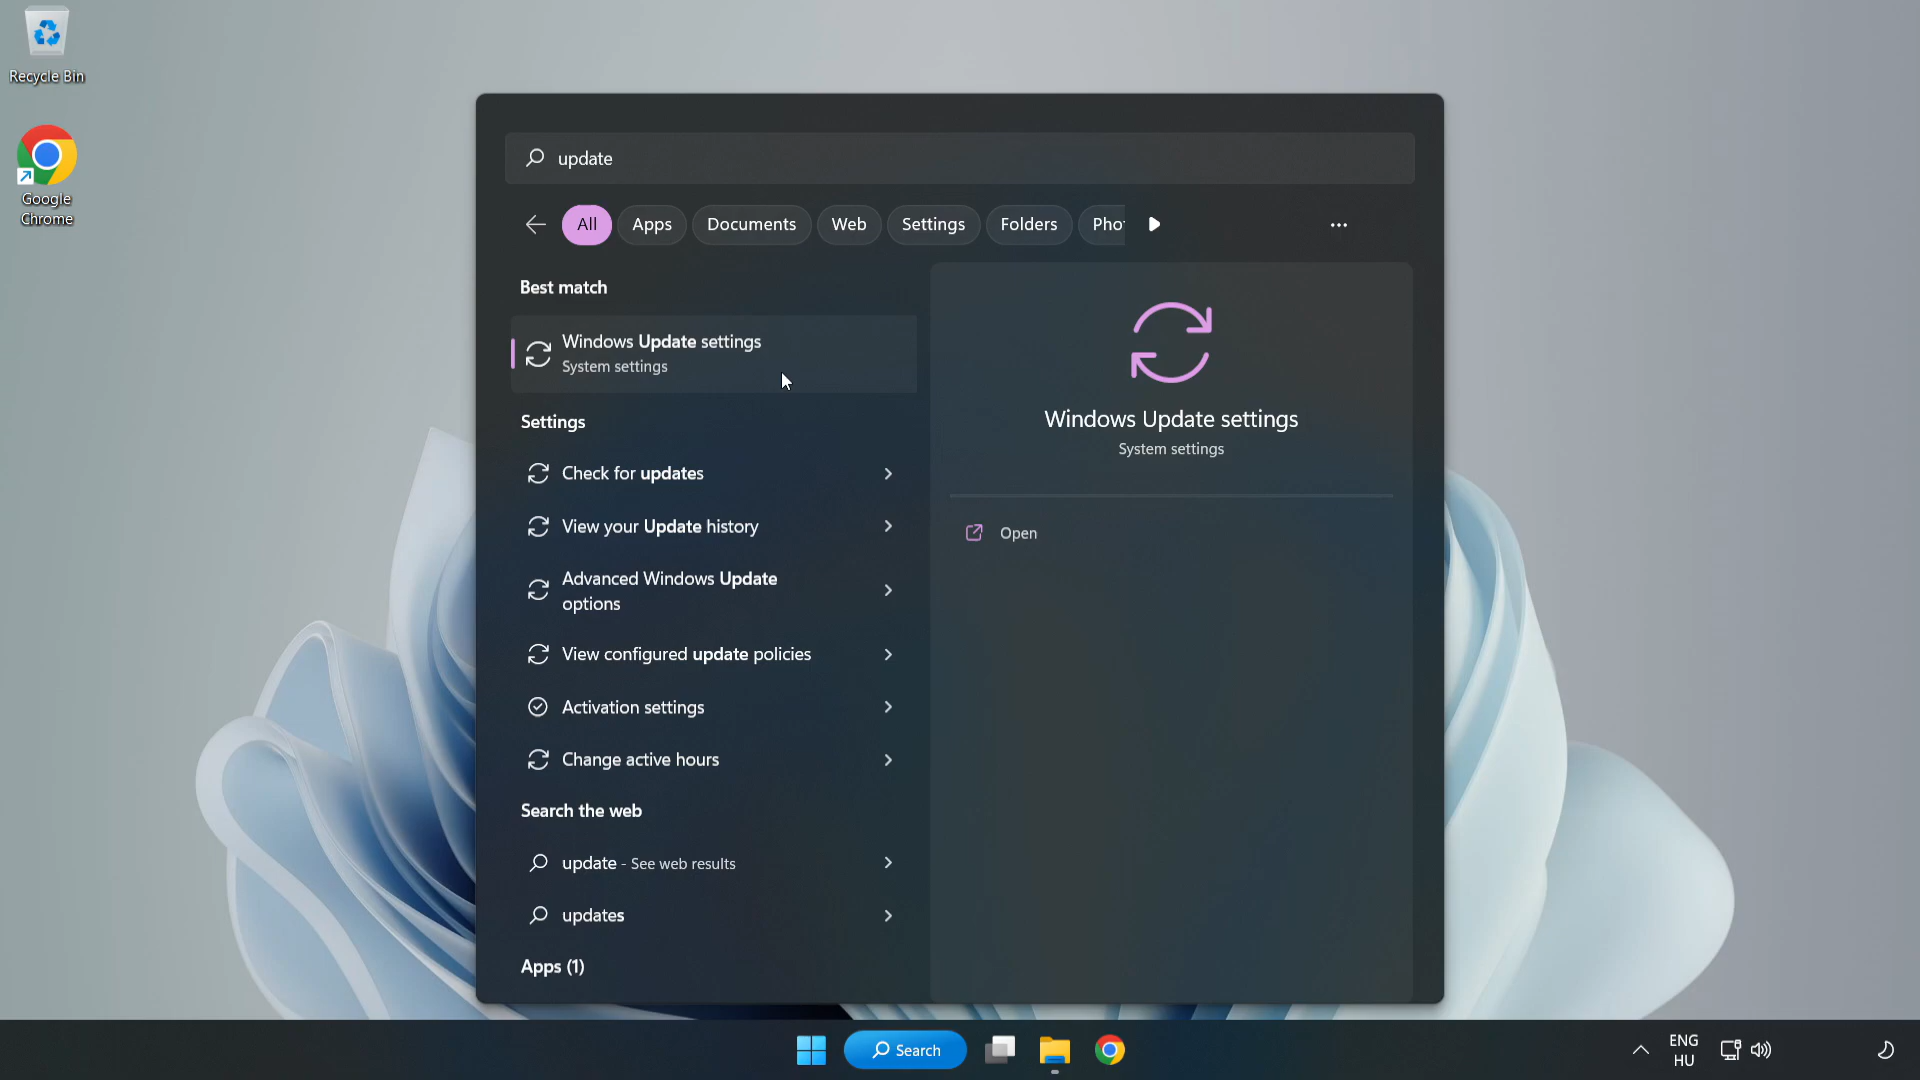 Recycle Bin
Google
Chrome
update
All
Apps
Documents
Web
Settings
Folders
Best match
Windows Update settings
System settings
Settings
Check for updates
View your Update history
Advanced Windows Update
options
View configured update policies
Activation settings
Change active hours
Search the web
update - See web results
updates
Apps (1)
Windows Update settings
System settings
Open
Search
ENG
HU